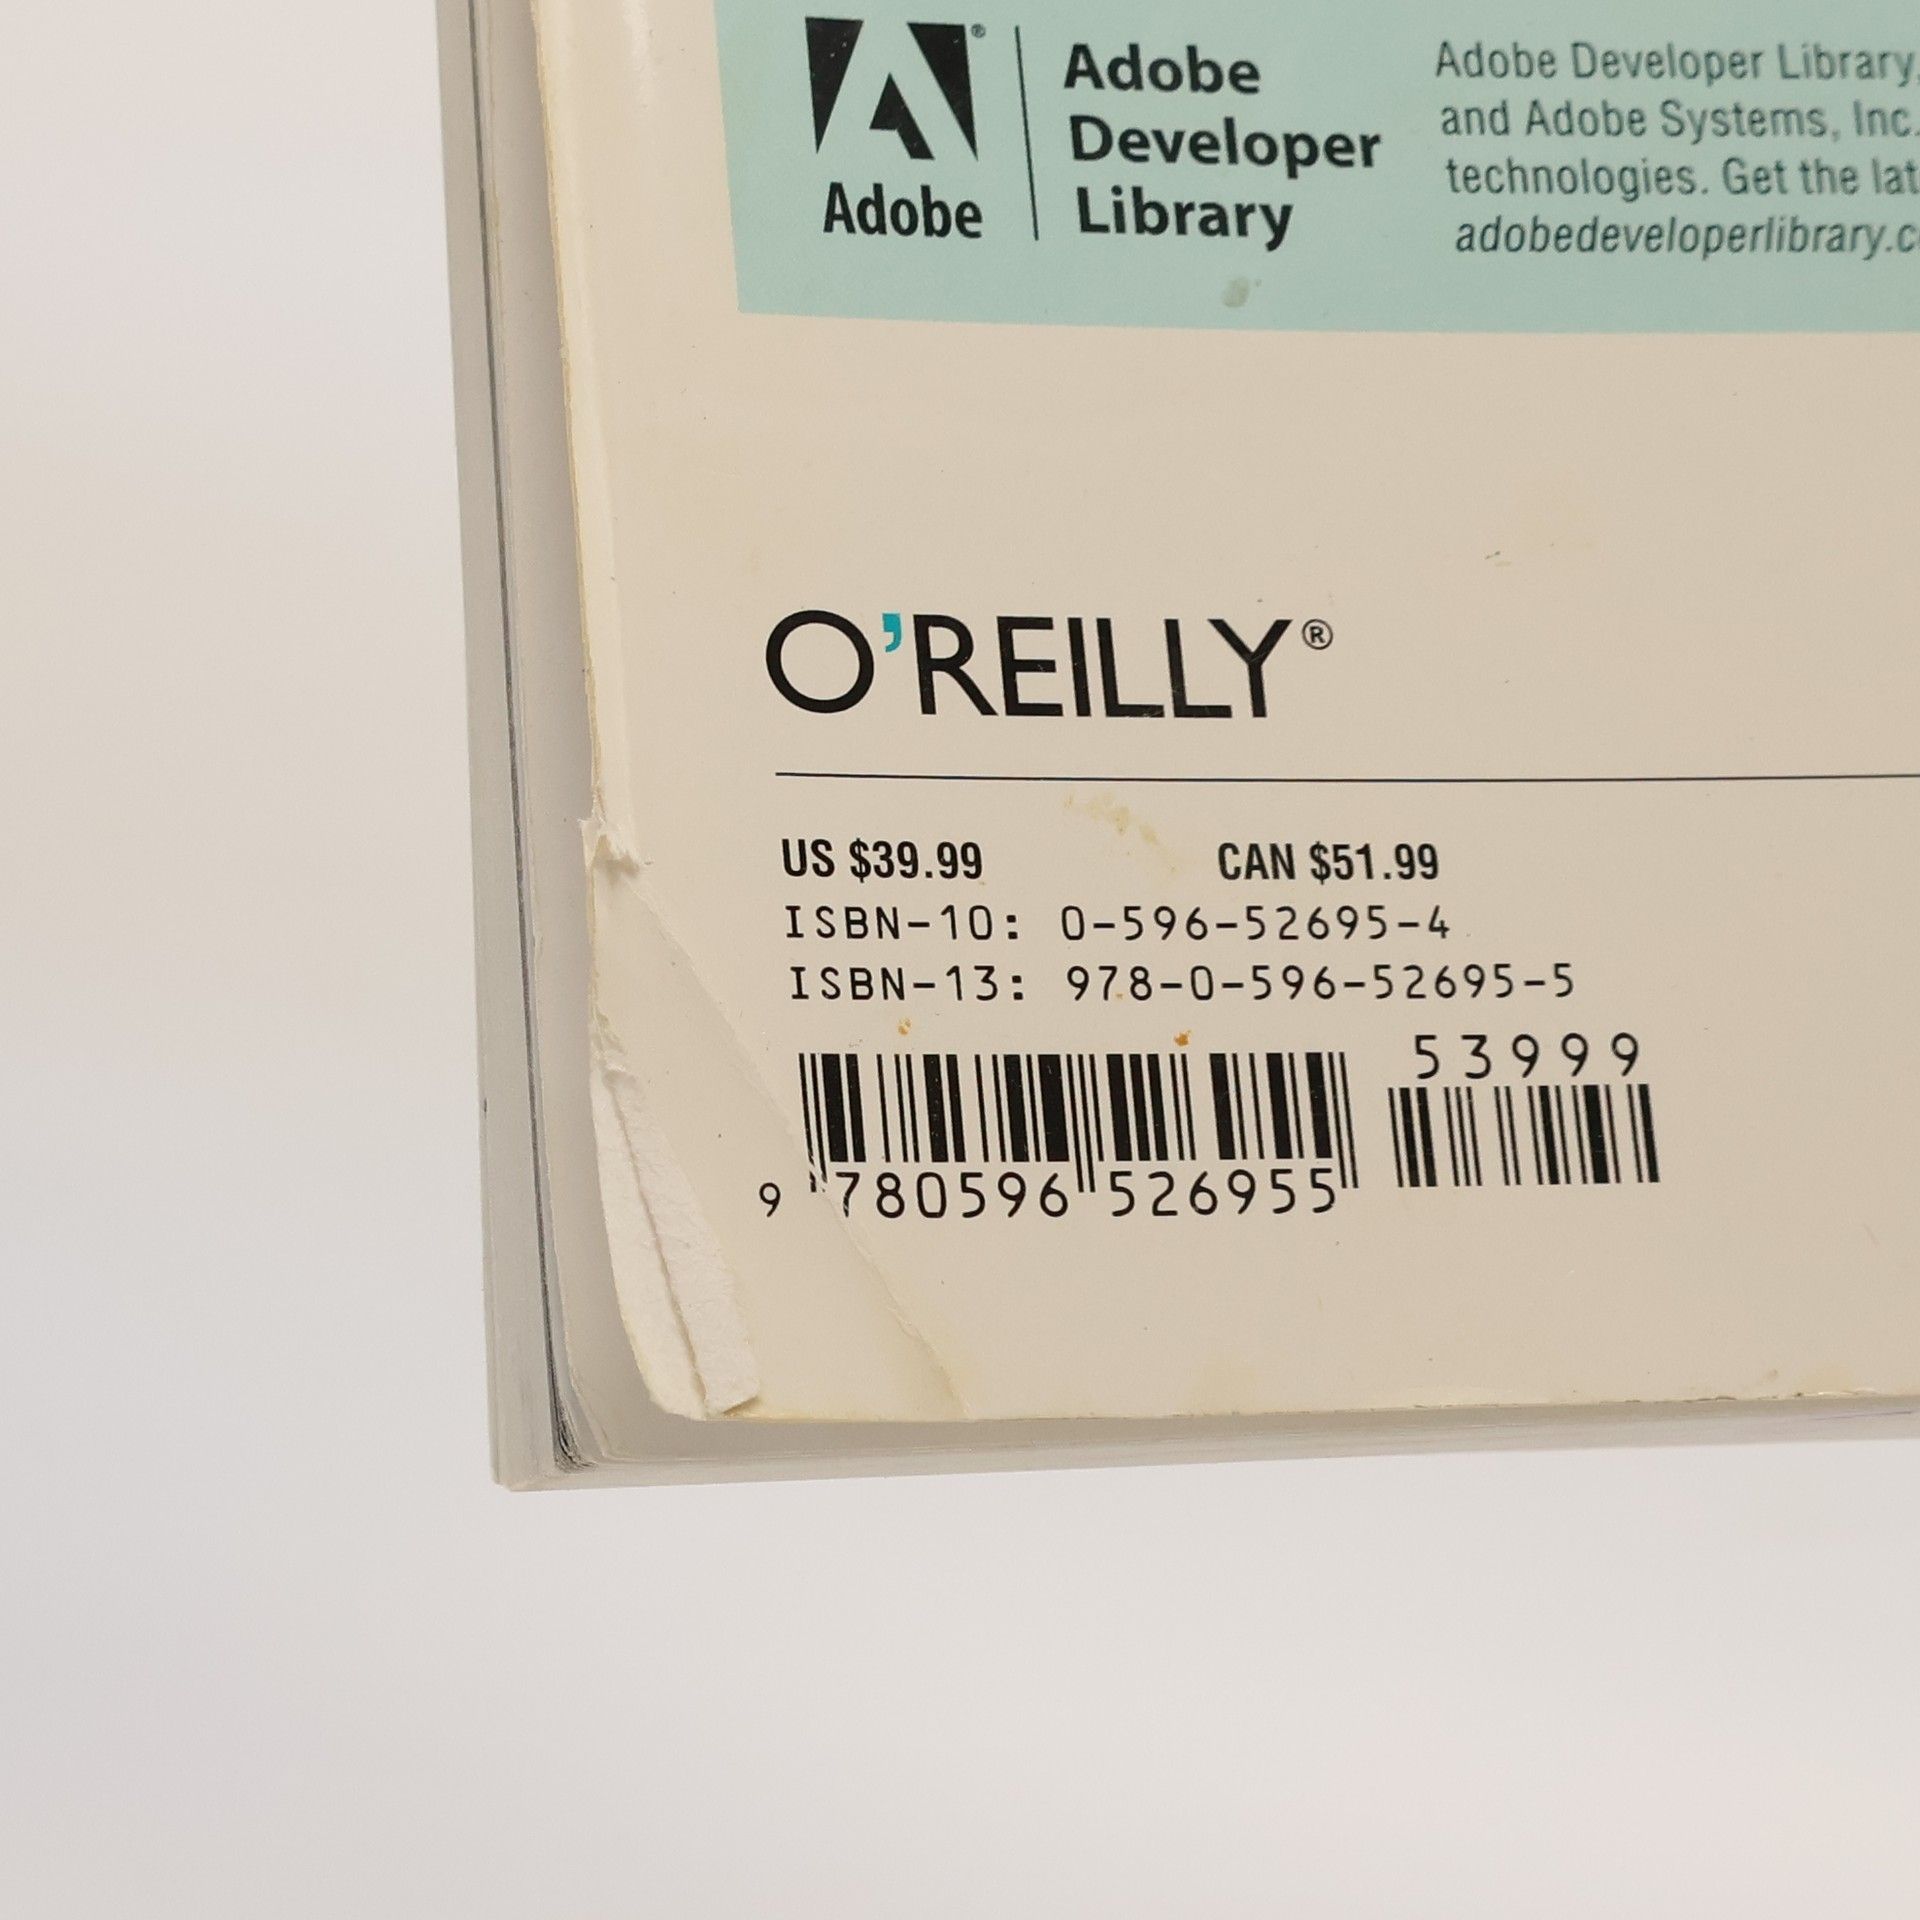 Adobe
Adobe
Developer
Library
Adobe Developer Library,
and Adobe Systems, Inc.
technologies. Get the lat
adobedeveloperlibrary.c
O'REILLY®
US $39.99 CAN $51.99
ISBN-10: 0-596-52695-4
ISBN-13: 978-0-596-52695-5
53999
9 780596 526955